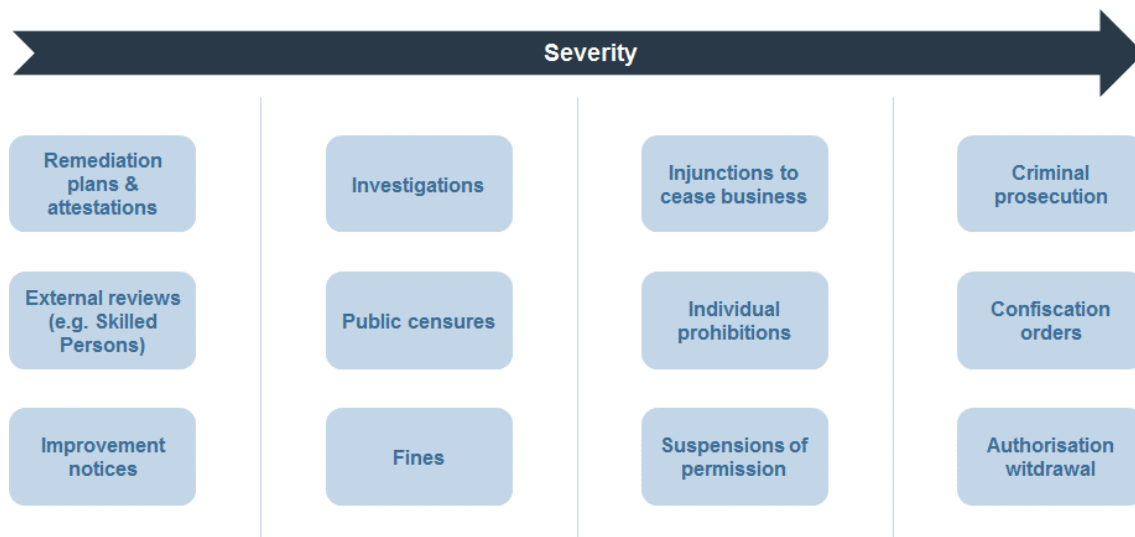 Severity
Remediation
plans &
attestations
Investigations
Injunctions to
cease business
Criminal
prosecution
External reviews
(e.g. Skilled
Persons)
Public censures
Individual
prohibitions
Confiscation
orders
Improvement
notices
Fines
Suspensions of
permission
Authorisation
witdrawal